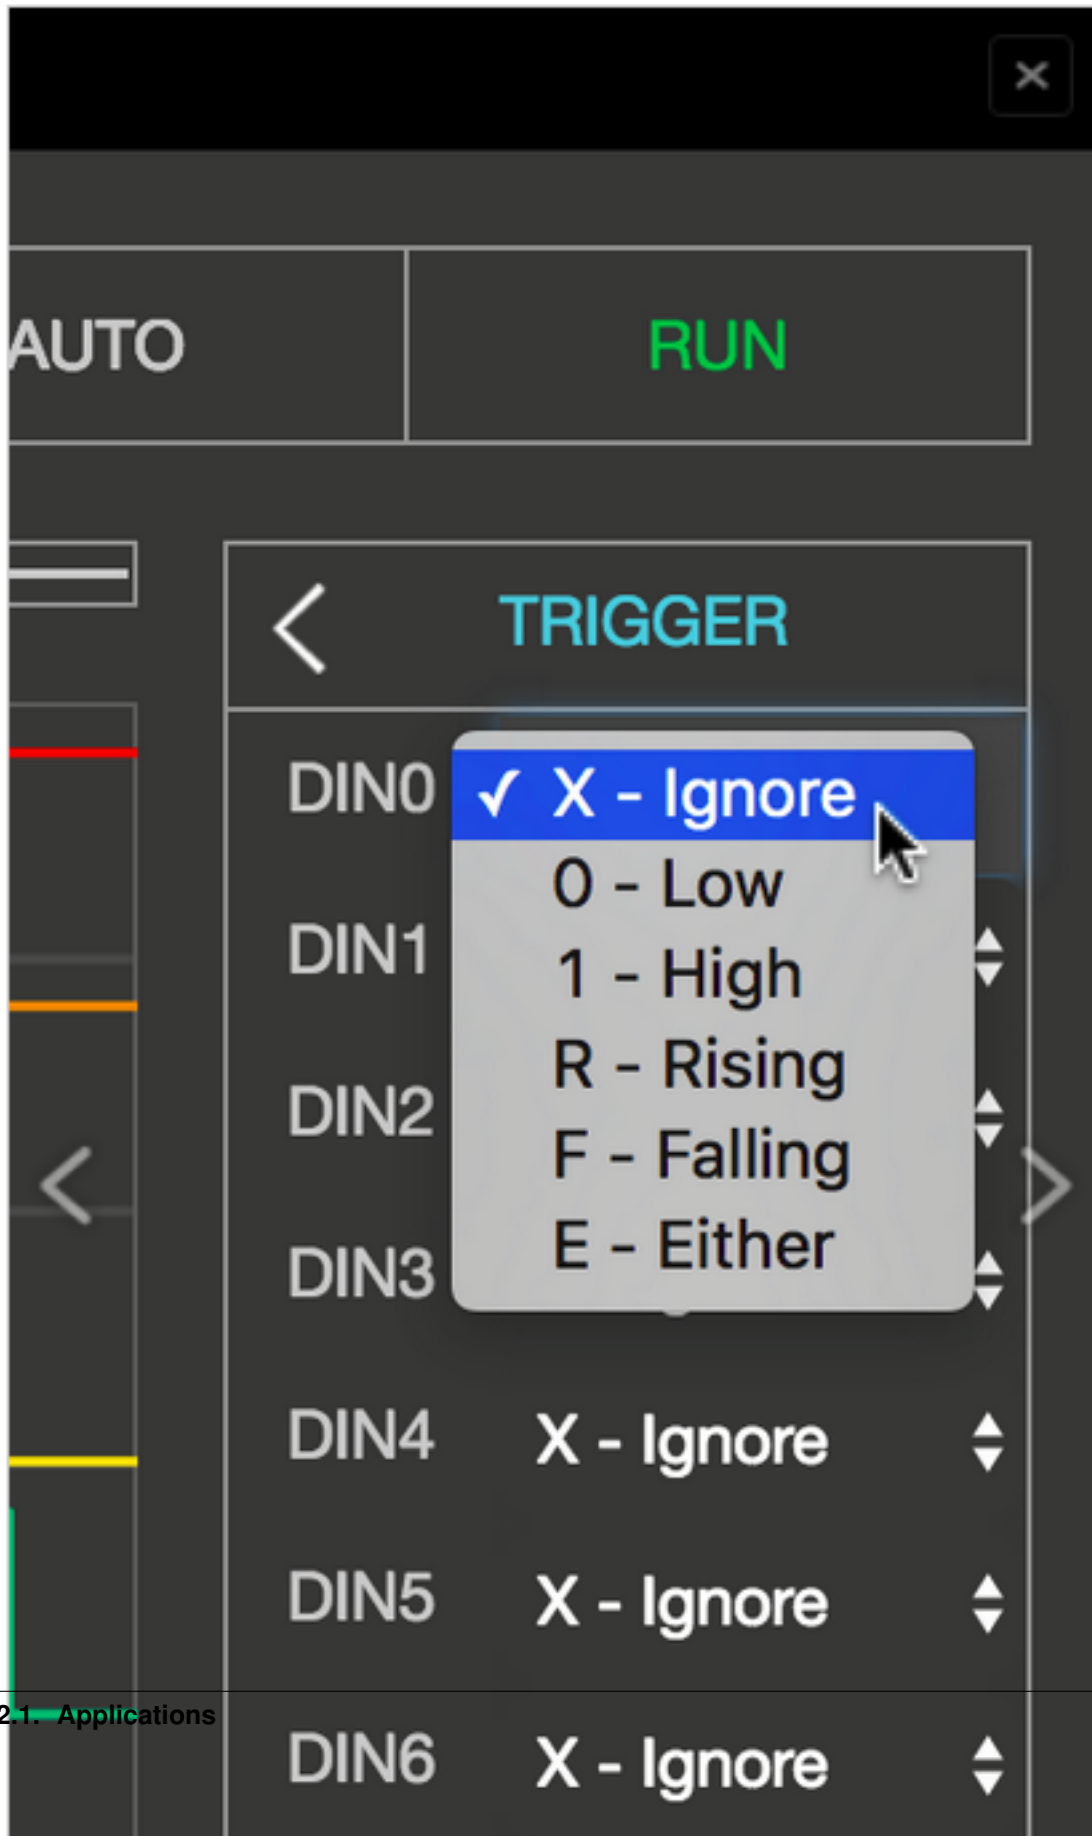 AUTO RUN
TRIGGER
DIN0 ✓ X - Ignore
0 - Low
DIN1
1 - High
R - Rising
DIN2
F - Falling
E - Either
DIN3
DIN4 X - Ignore
DIN5 X - Ignore
2.1. Applications
DIN6 X - Ignore